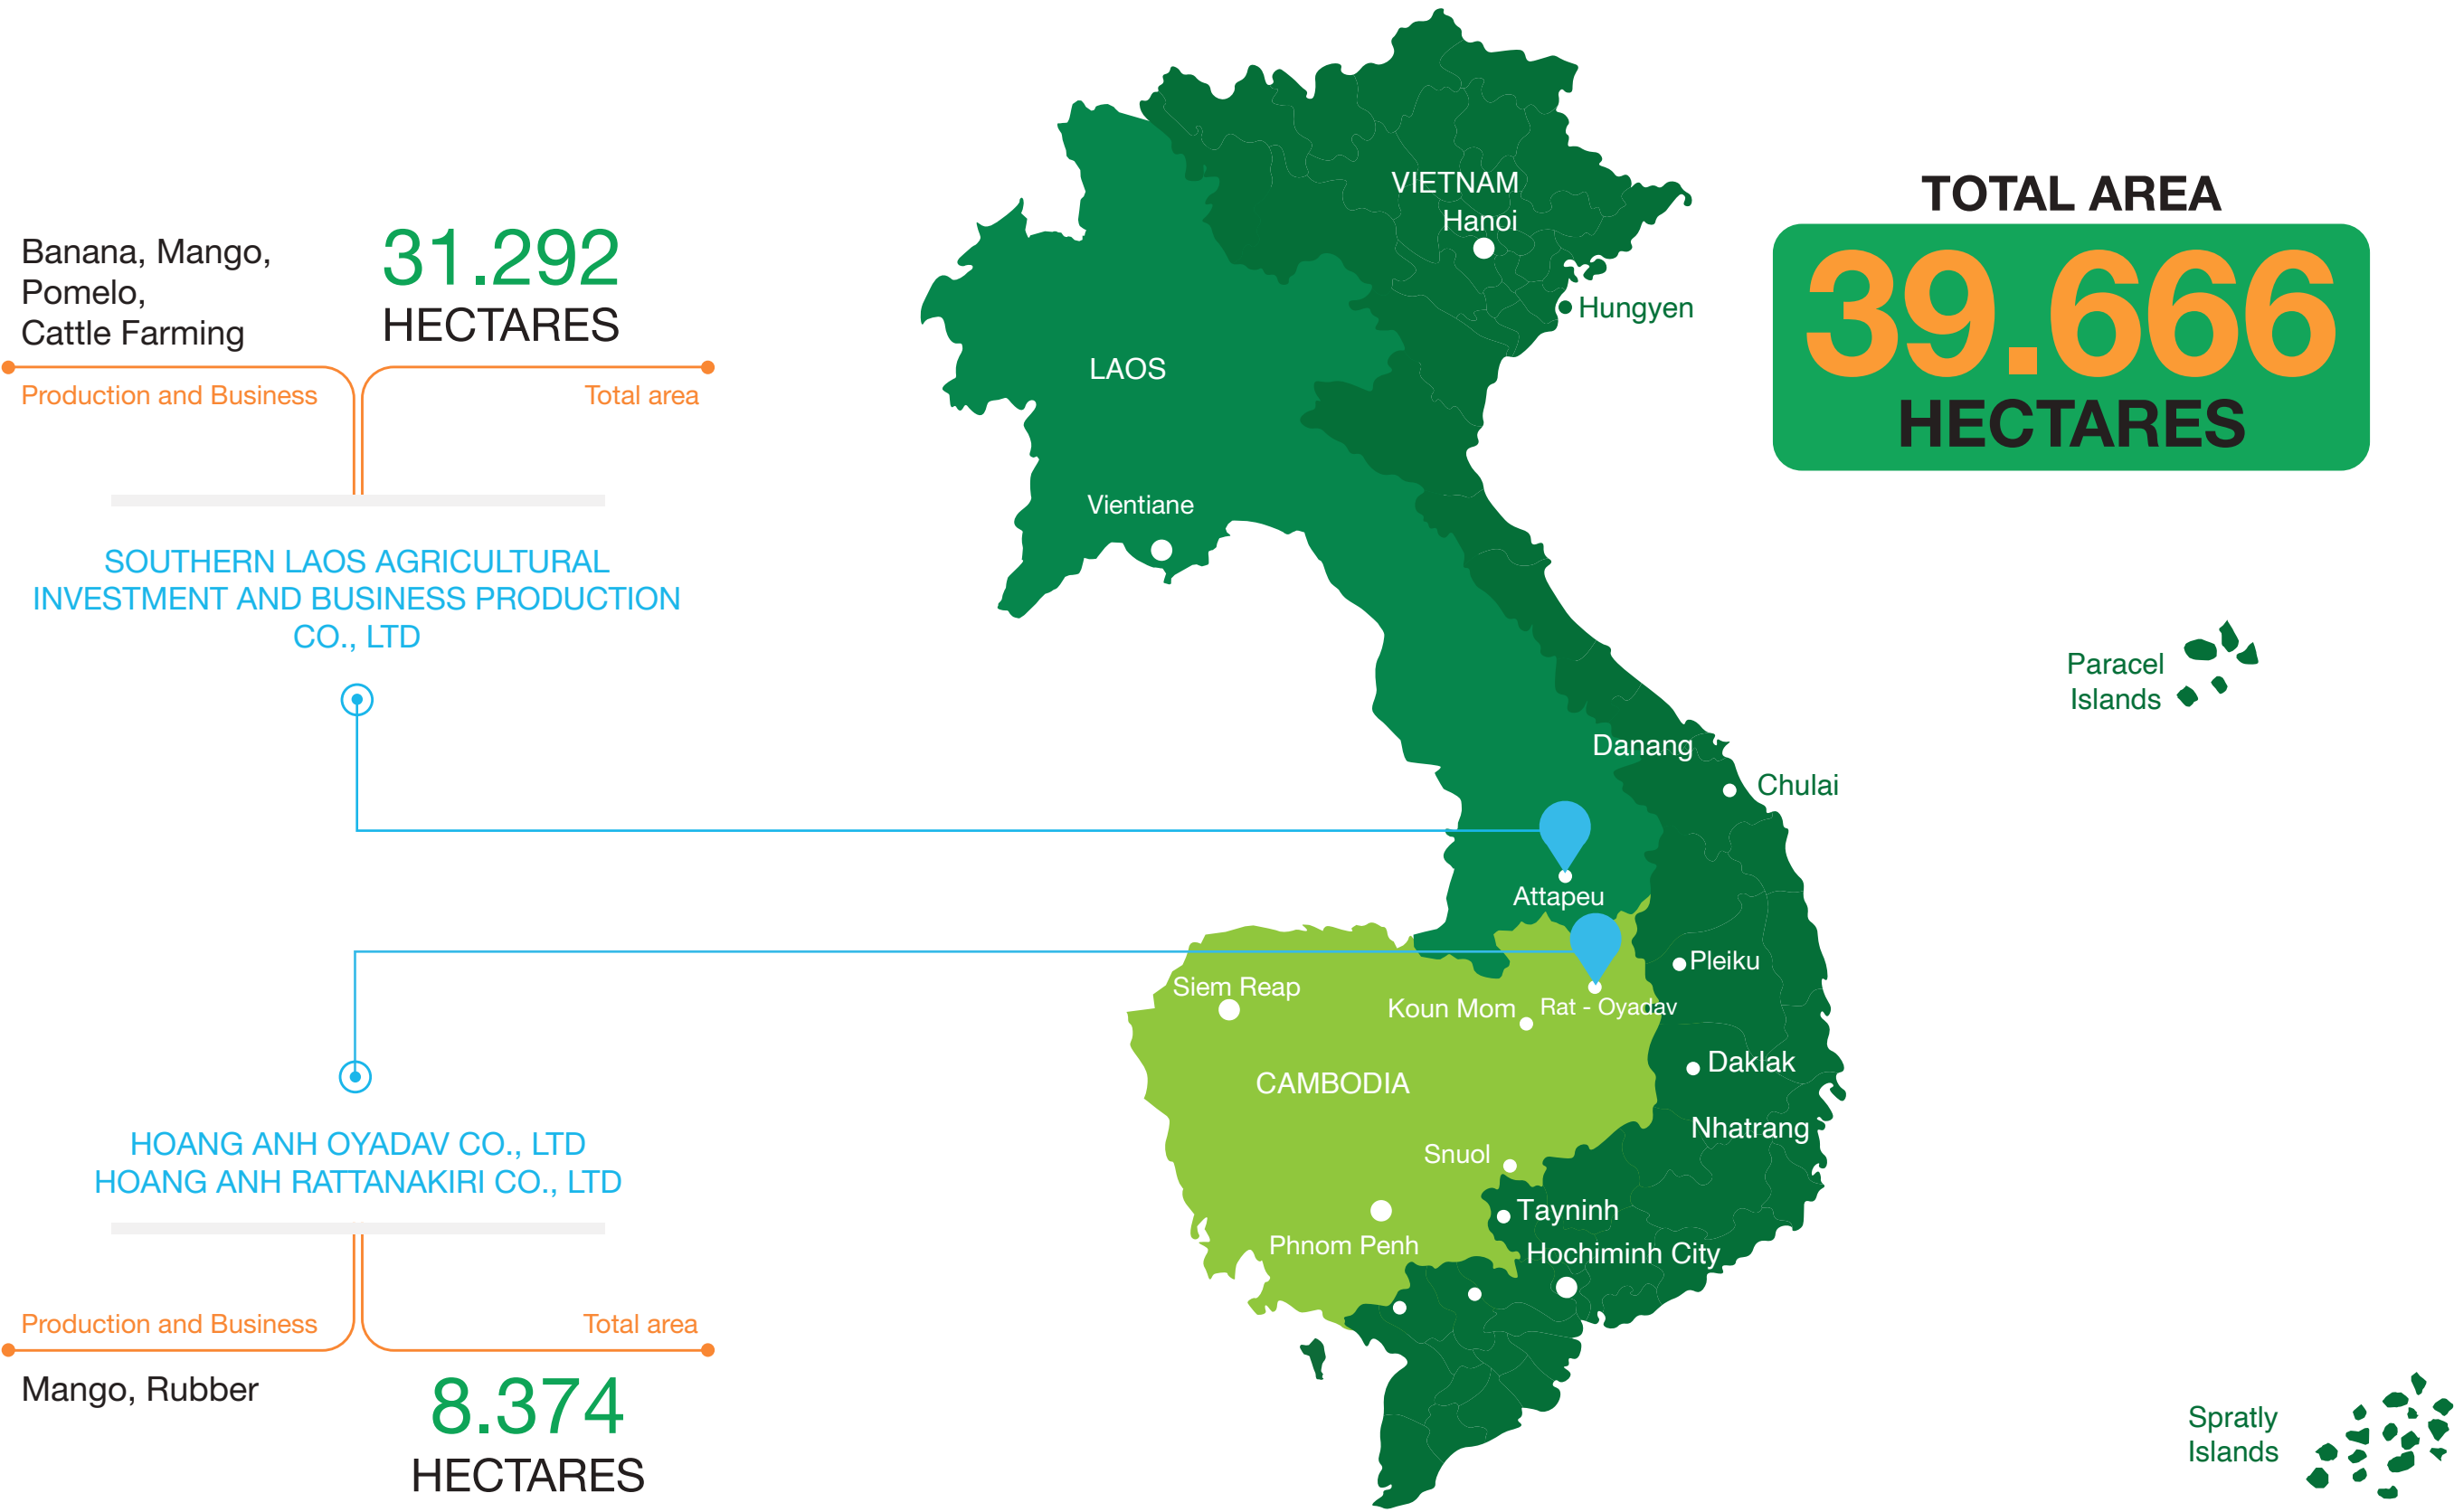 Banana, Mango,
Pomelo,
Cattle Farming
31.292
HECTARES
Production and Business
Total area
SOUTHERN LAOS AGRICULTURAL
INVESTMENT AND BUSINESS PRODUCTION
CO., LTD
HOANG ANH OYADAV CO., LTD
HOANG ANH RATTANAKIRI CO., LTD
Production and Business
Total area
Mango, Rubber
8.374
HECTARES
VIETNAM
Hanoi
Hungyen
LAOS
Vientiane
Danang
Chulai
Attapeu
Pleiku
Siem Reap
Koun Mom
Rat - Oyadav
Daklak
CAMBODIA
Nhatrang
Snuol
Tayninh
Phnom Penh
Hochiminh City
TOTAL AREA
39.666
HECTARES
Paracel
Islands
Spratly
Islands